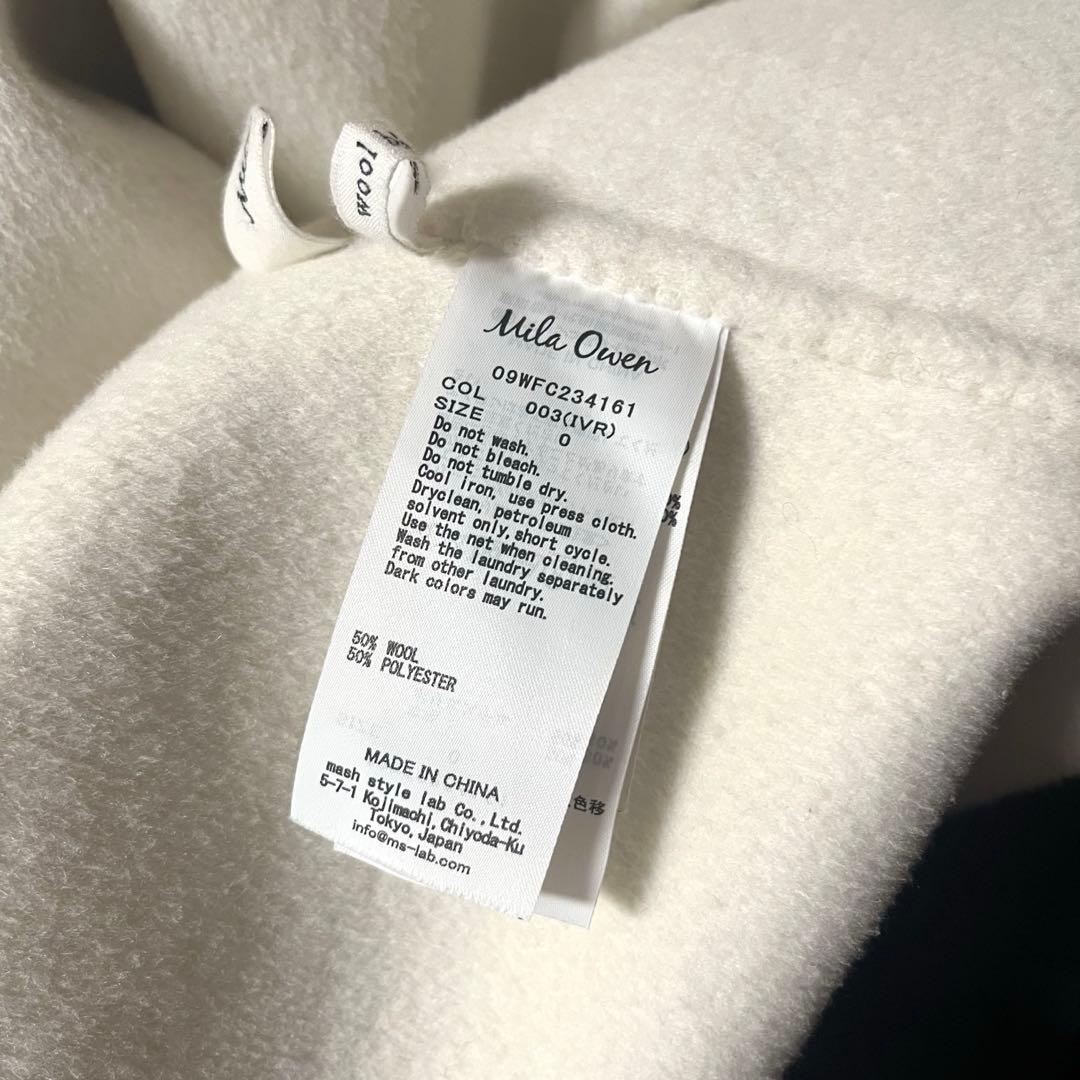 WOOL
Mila Owen
09WFC234161
COL 003(IVR)
SIZE 0
Do not wash.
Do not bleach.
Do not tumble dry.
Cool iron, use press cloth.
Dryclean, petroleum
solvent only, short cycle.
Use the net when cleaning.
Wash the laundry separately
from other laundry.
Dark colors may run.
50% WOOL
50% POLYESTER
MADE IN CHINA
mash style lab Co.,Ltd.
5-7-1 Kojimachi, Chiyoda-Ku
Tokyo, Japan
info@ms-lab.com
色移